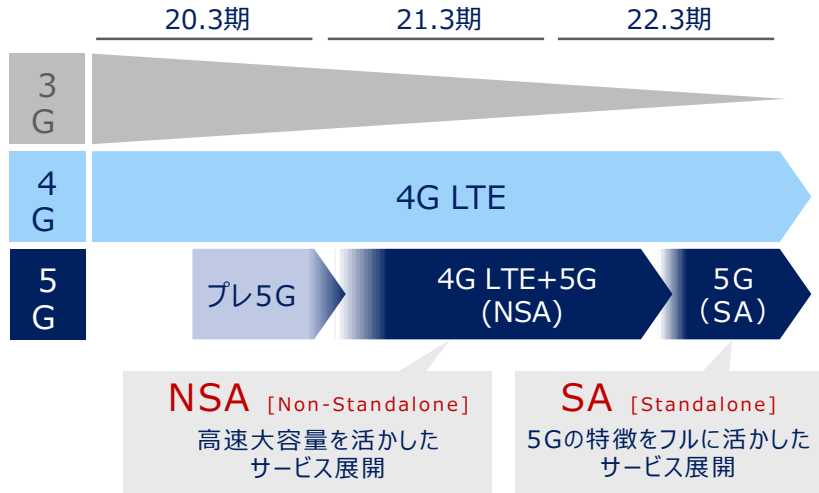 20.3期
21.3期
22.3期
3
G
4
G
4G LTE
5
G
プレ5G
4G LTE+5G
(NSA)
5G
（SA）
NSA [Non-Standalone]
高速大容量を活かした
サービス展開
SA [Standalone]
5Gの特徴をフルに活かした
サービス展開